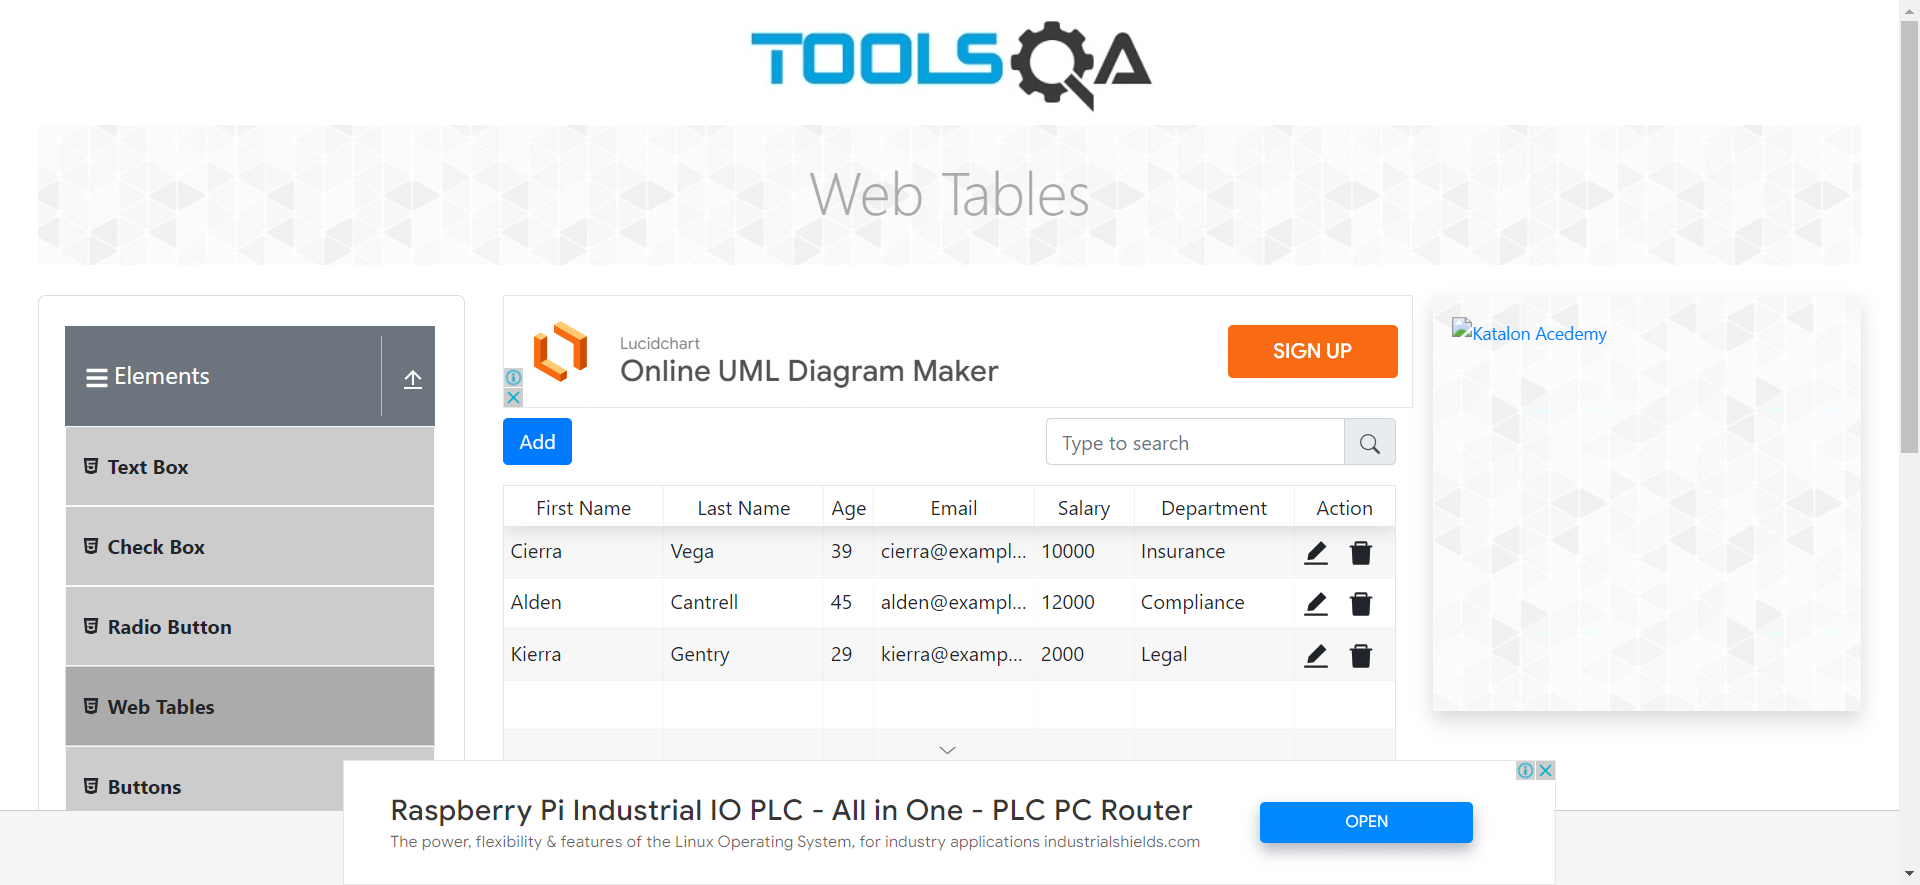 TOOLSQA
Web Tables
Elements
Text Box
Check Box
Radio Button
Web Tables
Buttons
Lucidchart
Online UML Diagram Maker
SIGN UP
Add
Type to search
First Name Last Name Age Email Salary Department Action
Cierra Vega 39 cierra@exampl... 10000 Insurance
Alden Cantrell 45 alden@exampl... 12000 Compliance
Kierra Gentry 29 kierra@examp... 2000 Legal
Katalon Acedemy
Raspberry Pi Industrial IO PLC - All in One - PLC PC Router
The power, flexibility & features of the Linux Operating System, for industry applications industrialshields.com
OPEN